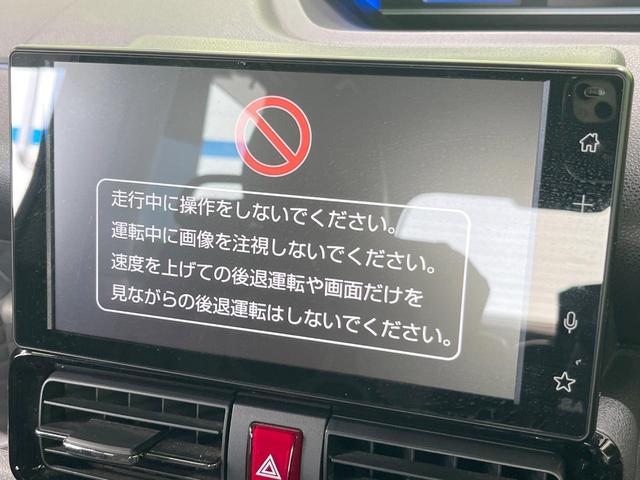 走行中に操作をしないでください。
運転中に画像を注視しないでください。
速度を上げての後退運転や画面だけを
見ながらの後退運転はしないでください。